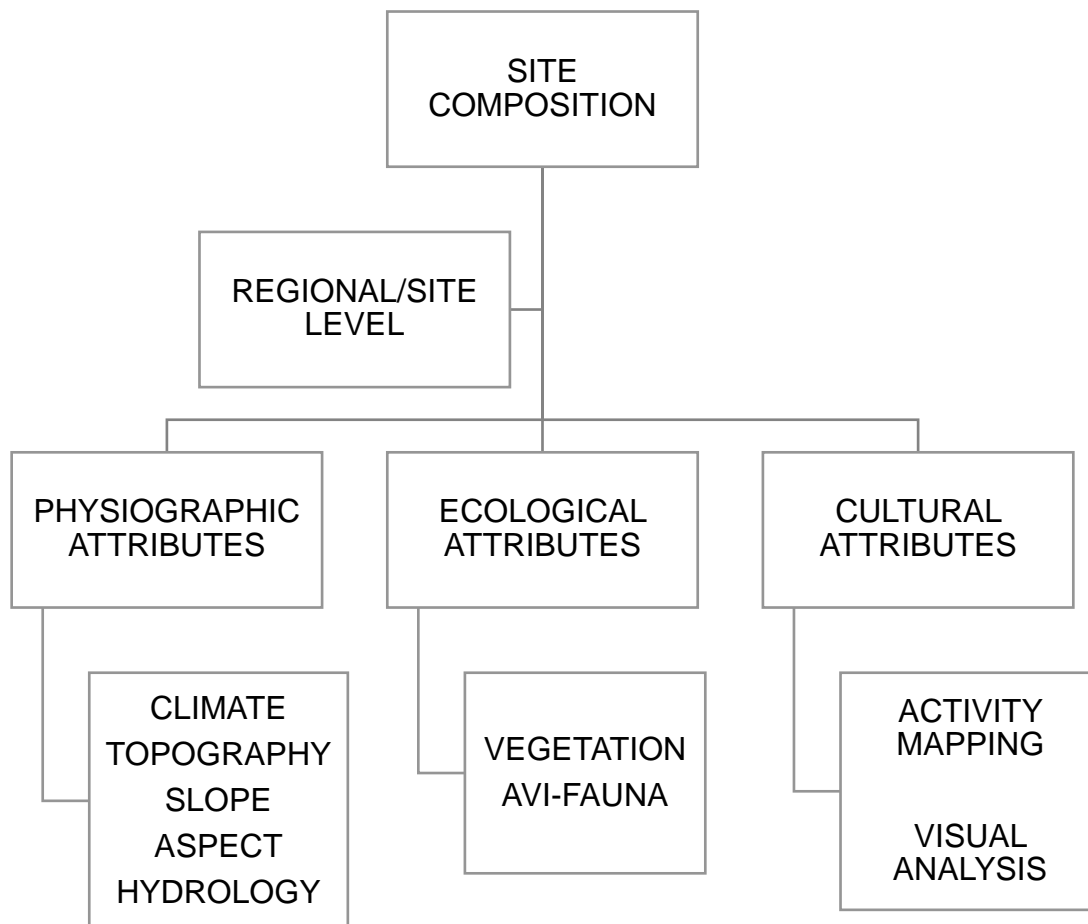 SITE
COMPOSITION
REGIONAL/SITE
LEVEL
PHYSIOGRAPHIC
ATTRIBUTES
ECOLOGICAL
ATTRIBUTES
CULTURAL
ATTRIBUTES
CLIMATE
TOPOGRAPHY
SLOPE
ASPECT
HYDROLOGY
VEGETATION
AVI-FAUNA
ACTIVITY
MAPPING
VISUAL
ANALYSIS